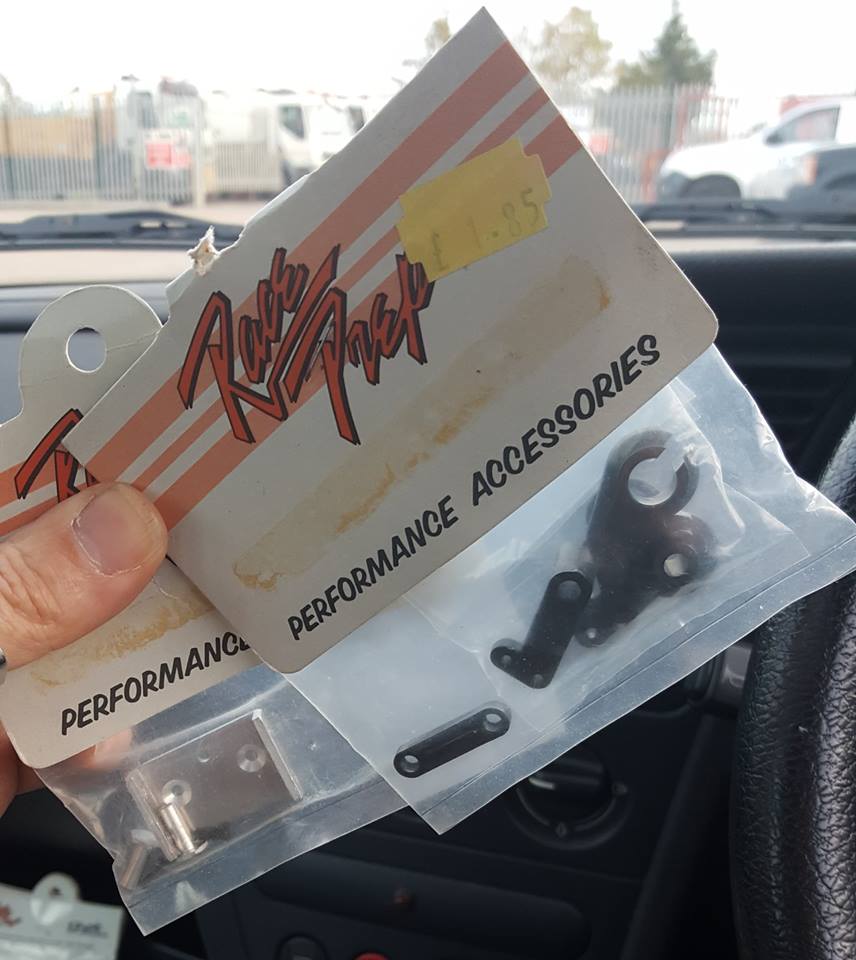 £ 1.85
Race
Prep
PERFORMANCE ACCESSORIES
PERFORMANCE